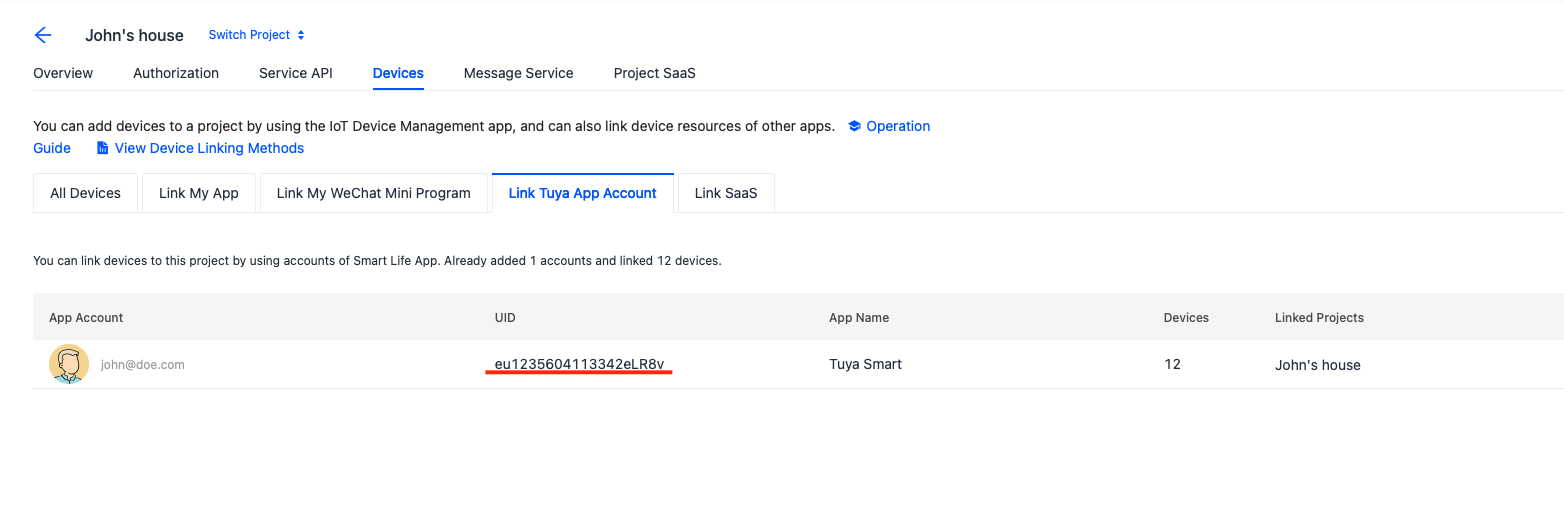 John's house Switch Project
Overview Authorization Service API Devices Message Service Project SaaS
You can add devices to a project by using the IoT Device Management app, and can also link device resources of other apps. Operation
Guide View Device Linking Methods
All Devices Link My App Link My WeChat Mini Program Link Tuya App Account Link SaaS
You can link devices to this project by using accounts of Smart Life App. Already added 1 accounts and linked 12 devices.
App Account UID App Name Devices Linked Projects
john@doe.com eu1235604113342eLR8v Tuya Smart 12 John's house